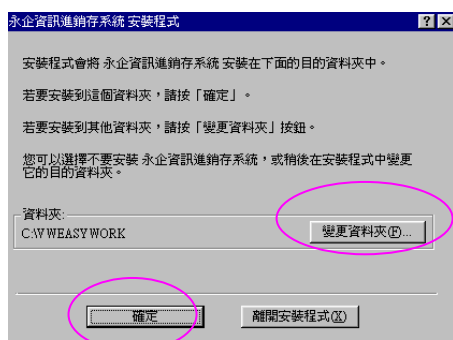 永企資訊進銷存系統 安裝程式
安裝程式會將 永企資訊進銷存系統 安裝在下面的目的資料夾中。
若要安裝到這個資料夾，請按「確定」。
若要安裝到其他資料夾，請按「變更資料夾」按鈕。
您可以選擇不要安裝 永企資訊進銷存系統，或稍後在安裝程式中變更
它的目的資料夾。
資料夾:
C:\VWEASYWORK
變更資料夾(F)...
確定
離開安裝程式(X)